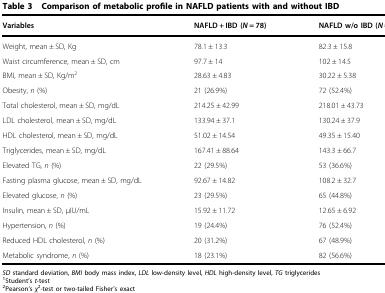 Table 3 Comparison of metabolic profile in NAFLD patients with and without IBD
Variables NAFLD + IBD (N = 78) NAFLD w/o IBD (N
Weight, mean ± SD, Kg 78.1 ± 13.3 82.3 ± 15.8
Waist circumference, mean ± SD, cm 97.7 ± 14 102 ± 14.5
BMI, mean ± SD, Kg/m² 28.63 ± 4.83 30.22 ± 5.38
Obesity, n (%) 21 (26.9%) 72 (52.4%)
Total cholesterol, mean ± SD, mg/dL 214.25 ± 42.99 218.01 ± 43.73
LDL cholesterol, mean ± SD, mg/dL 133.94 ± 37.1 130.24 ± 37.9
HDL cholesterol, mean ± SD, mg/dL 51.02 ± 14.54 49.35 ± 15.40
Triglycerides, mean ± SD, mg/dL 167.41 ± 88.64 143.3 ± 66.7
Elevated TG, n (%) 22 (29.5%) 53 (36.6%)
Fasting plasma glucose, mean ± SD, mg/dL 92.67 ± 14.82 108.2 ± 32.7
Elevated glucose, n (%) 23 (29.5%) 65 (44.8%)
Insulin, mean ± SD, µIU/mL 15.92 ± 11.72 12.65 ± 6.92
Hypertension, n (%) 19 (24.4%) 76 (52.4%)
Reduced HDL cholesterol, n (%) 20 (31.2%) 67 (48.9%)
Metabolic syndrome, n (%) 18 (23.1%) 82 (56.6%)
SD standard deviation, BMI body mass index, LDL low-density level, HDL high-density level, TG triglycerides
¹Student's t-test
²Pearson's χ²-test or two-tailed Fisher's exact